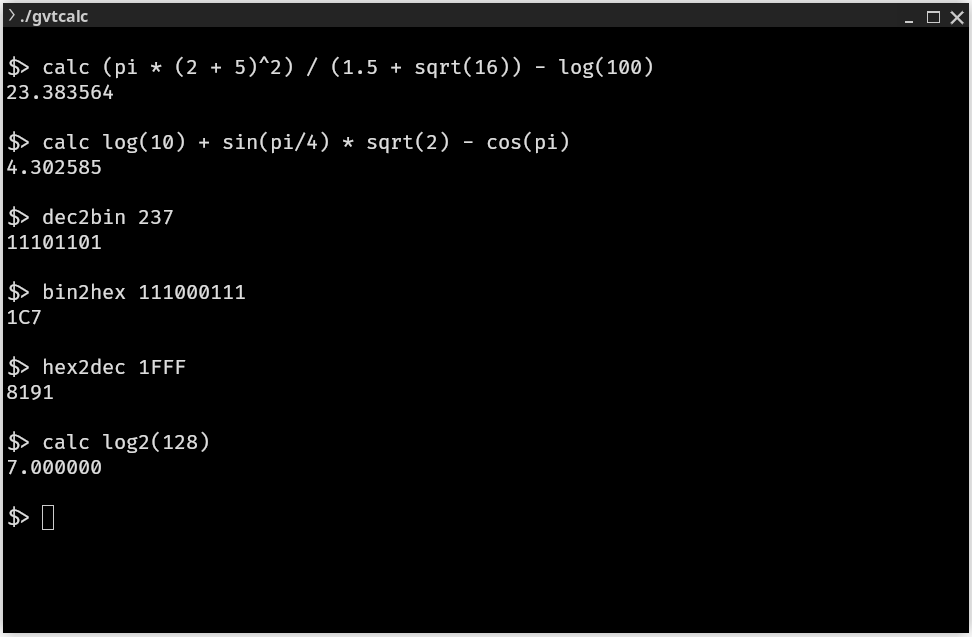 ./gvtcalc
$> calc (pi * (2 + 5)^2) / (1.5 + sqrt(16)) - log(100)
23.383564
$> calc log(10) + sin(pi/4) * sqrt(2) - cos(pi)
4.302585
$> dec2bin 237
11101101
$> bin2hex 111000111
1C7
$> hex2dec 1FFF
8191
$> calc log2(128)
7.000000
$>